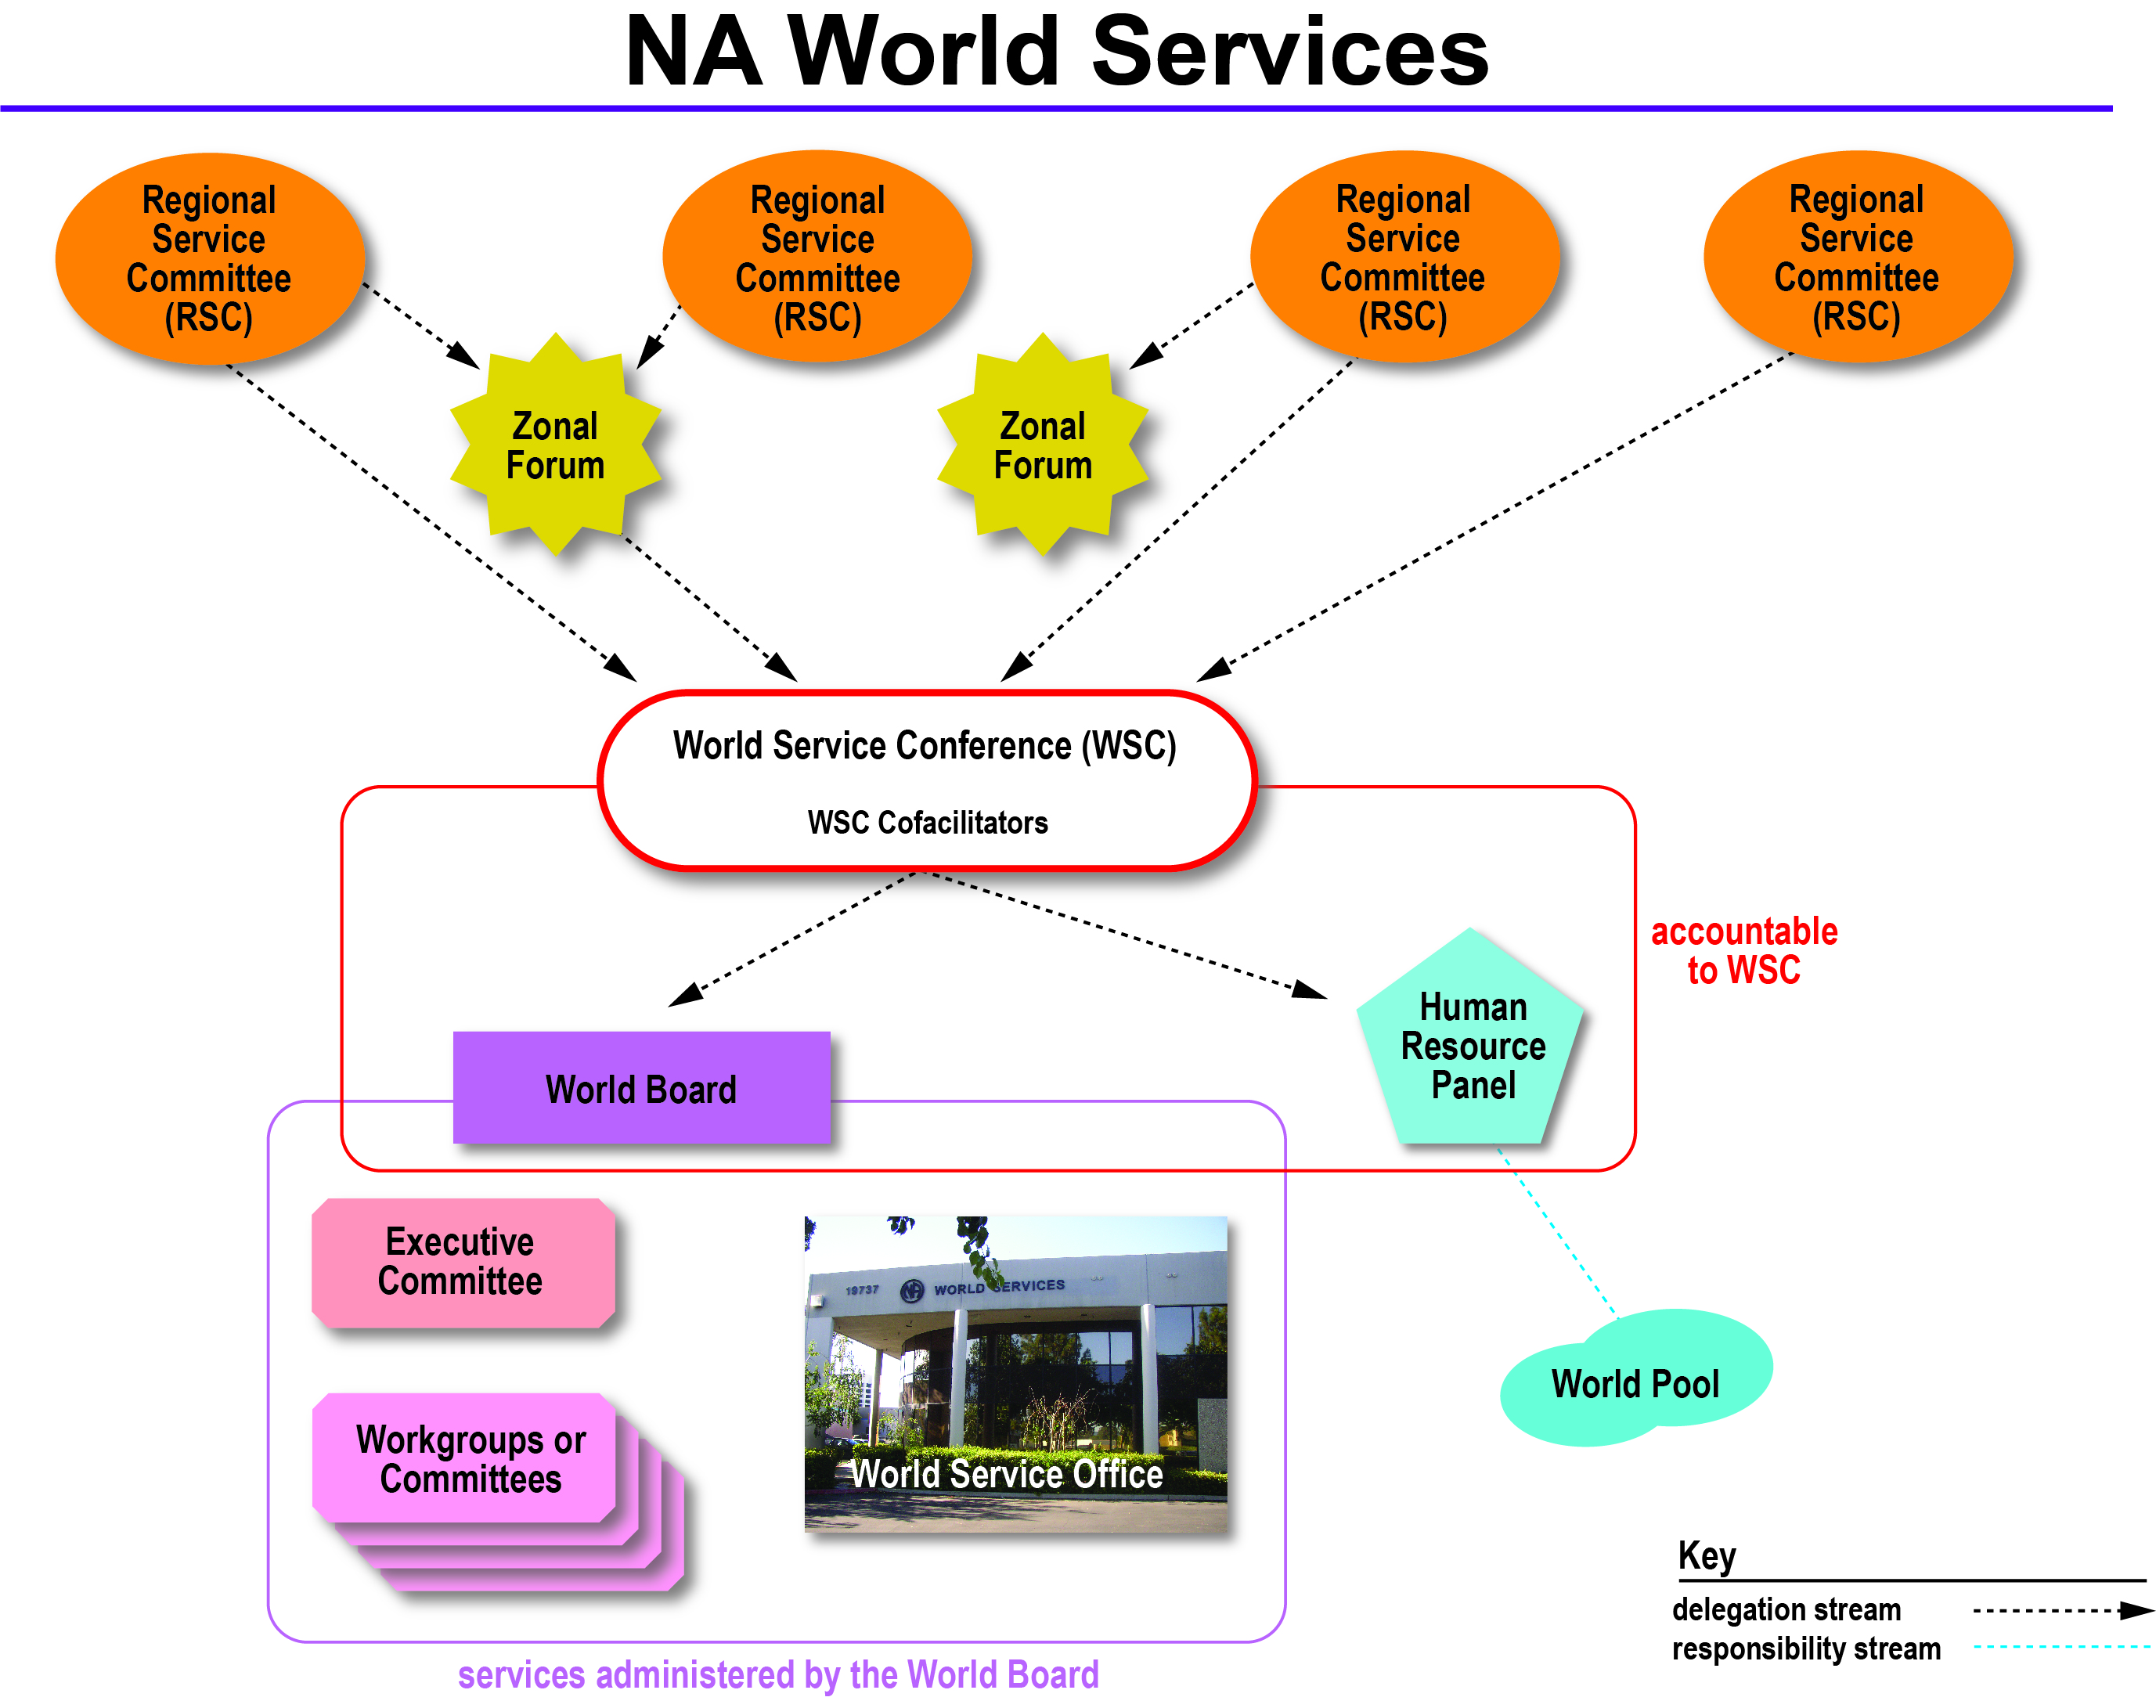 NA World Services
Regional
Service
Committee
(RSC)
Regional
Service
Committee
(RSC)
Regional
Service
Committee
(RSC)
Regional
Service
Committee
(RSC)
Zonal
Forum
Zonal
Forum
World Service Conference (WSC)
WSC Cofacilitators
accountable
to WSC
Human
Resource
Panel
World Board
Executive
Committee
19737 NA WORLD SERVICES
World Service Office
Workgroups or
Committees
World Pool
Key
delegation stream
responsibility stream
services administered by the World Board